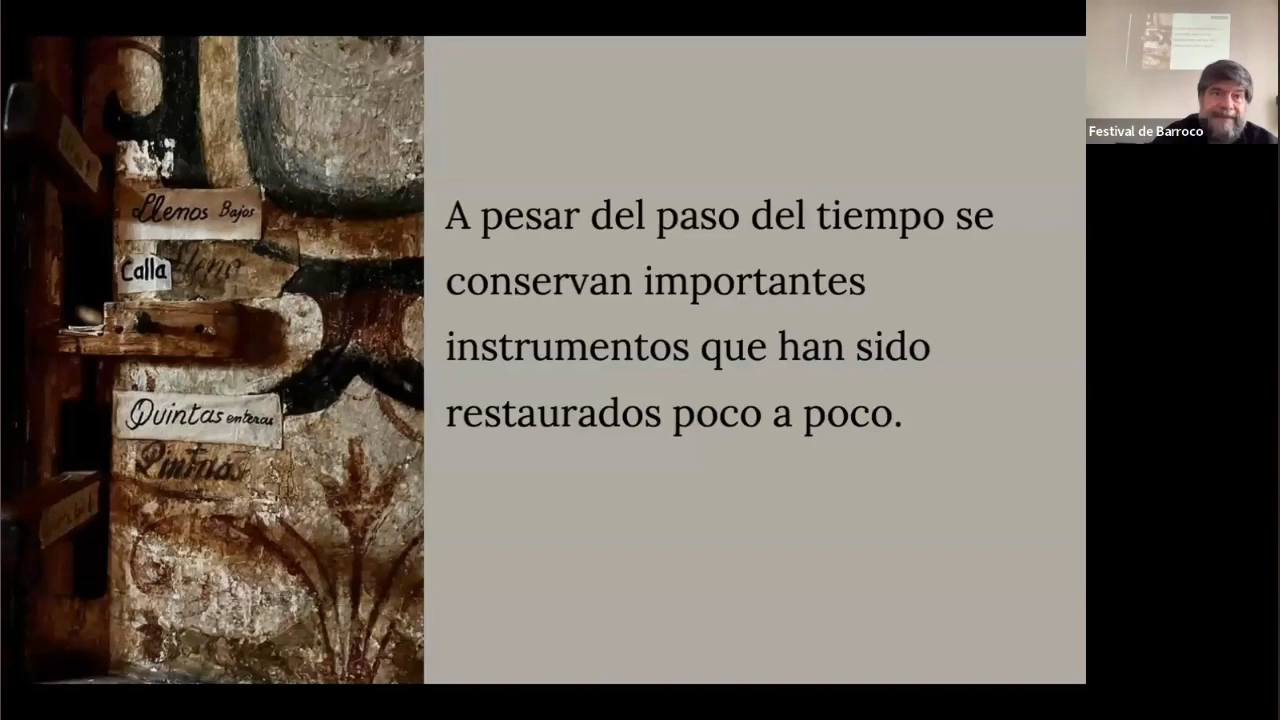 Llenos Bajos
Calla
lleno
Quintas enteras
A pesar del paso del tiempo se
conservan importantes
instrumentos que han sido
restaurados poco a poco.
Festival de Barroco